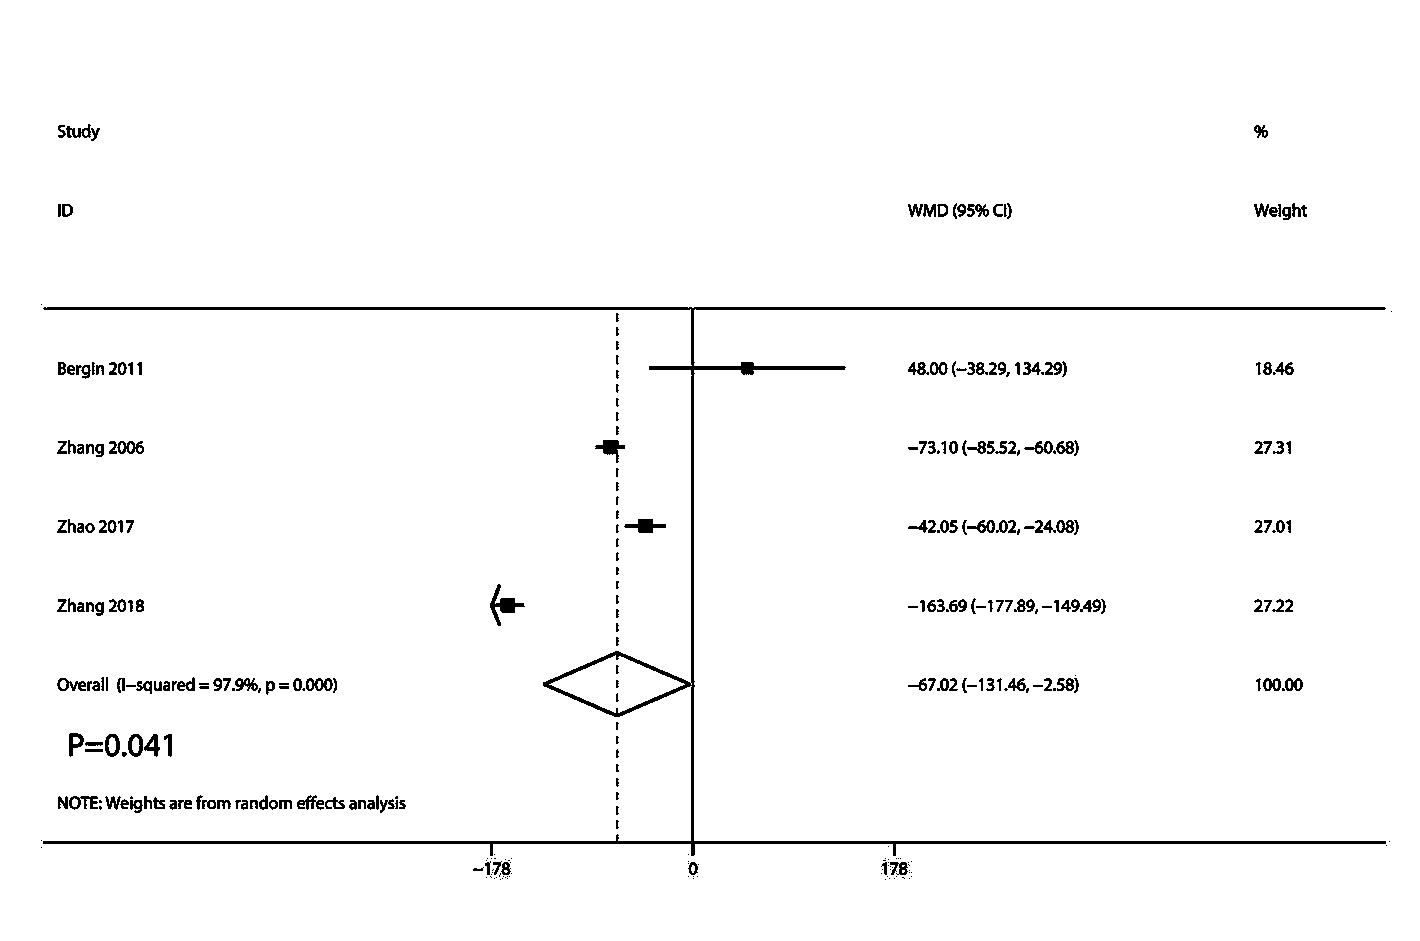 Study %
ID WMD (95% CI) Weight
Bergin 2011 48.00 (−38.29, 134.29) 18.46
Zhang 2006 −73.10 (−85.52, −60.68) 27.31
Zhao 2017 −42.05 (−60.02, −24.08) 27.01
Zhang 2018 −163.69 (−177.89, −149.49) 27.22
Overall (I−squared = 97.9%, p = 0.000) −67.02 (−131.46, −2.58) 100.00
P=0.041
NOTE: Weights are from random effects analysis
−178 0 178